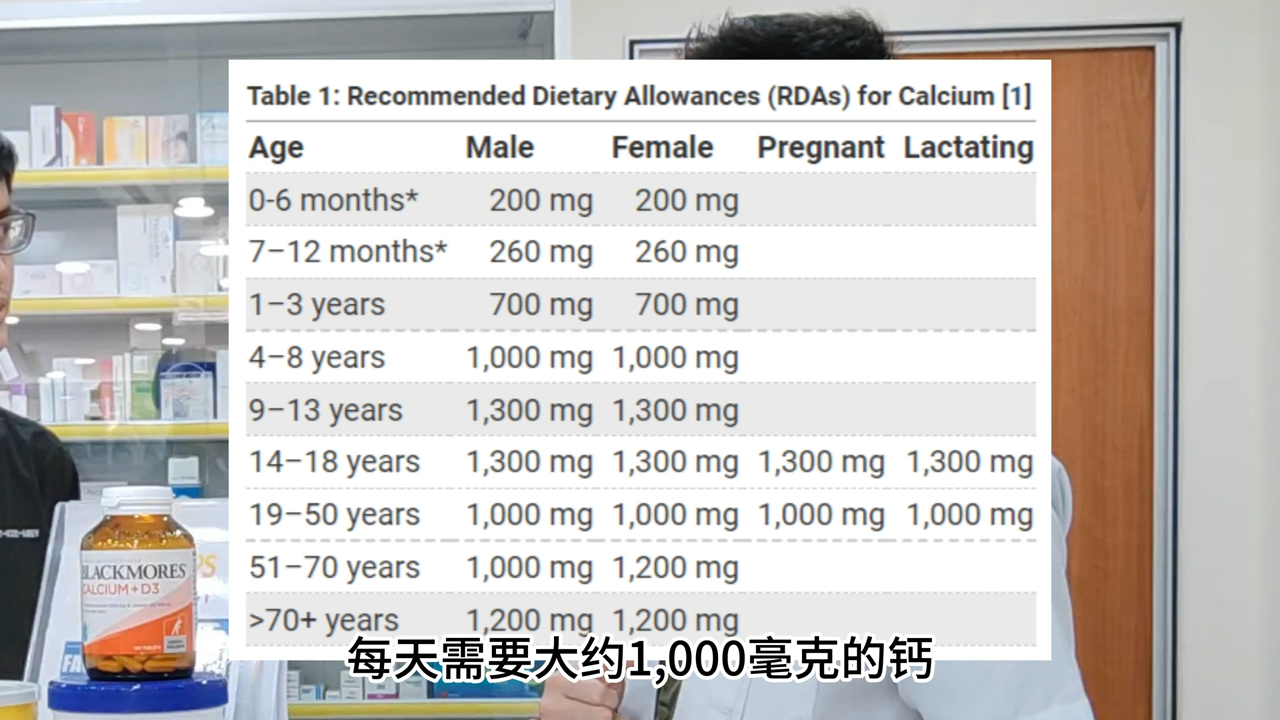 Table 1: Recommended Dietary Allowances (RDAs) for Calcium [1]
Age Male Female Pregnant Lactating
0-6 months* 200 mg 200 mg
7–12 months* 260 mg 260 mg
1–3 years 700 mg 700 mg
4–8 years 1,000 mg 1,000 mg
9–13 years 1,300 mg 1,300 mg
14–18 years 1,300 mg 1,300 mg 1,300 mg 1,300 mg
19–50 years 1,000 mg 1,000 mg 1,000 mg 1,000 mg
51–70 years 1,000 mg 1,200 mg
>70+ years 1,200 mg 1,200 mg
每天需要大约1,000毫克的钙
BLACKMORES
CALCIUM+D3